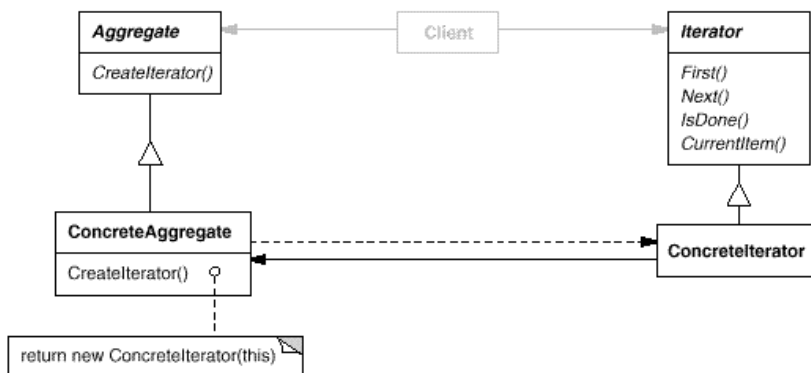 Aggregate
CreateIterator()
Client
Iterator
First()
Next()
IsDone()
CurrentItem()
ConcreteAggregate
CreateIterator()
ConcreteIterator
return new ConcreteIterator(this)